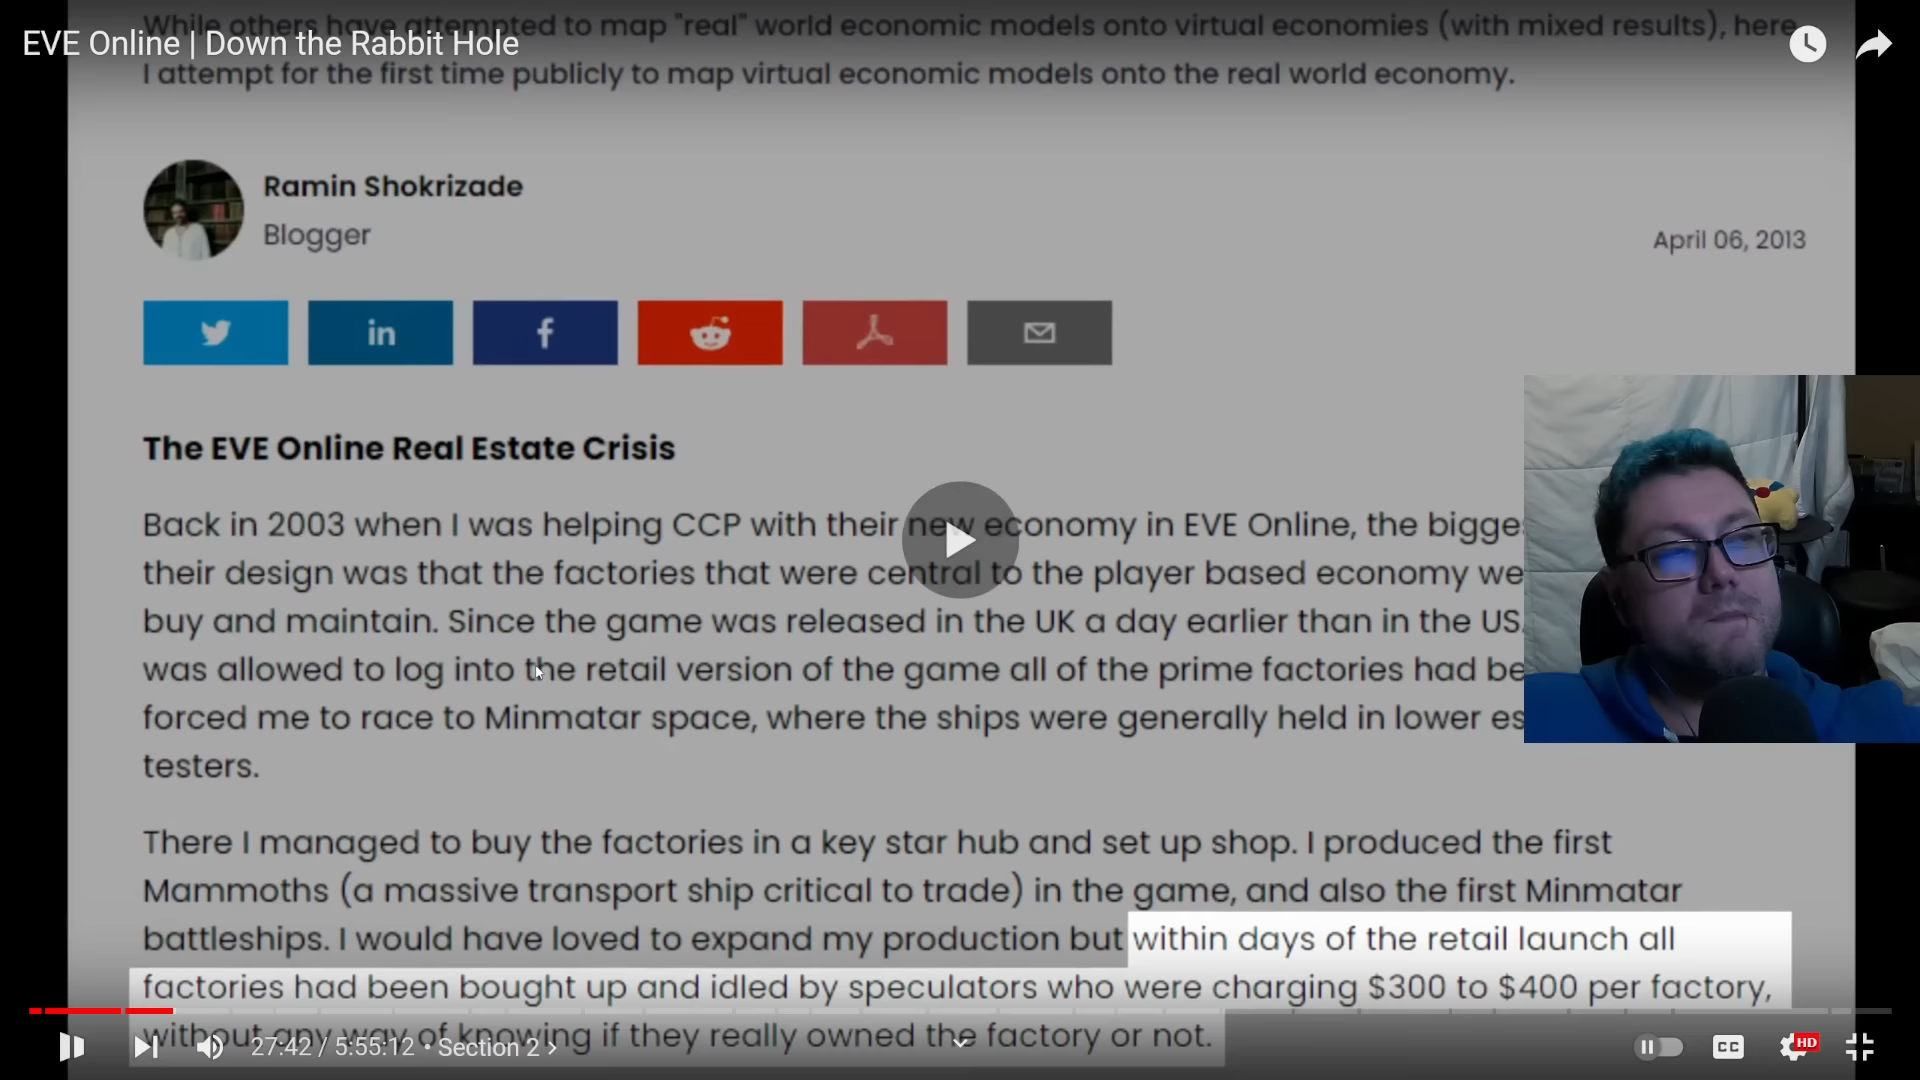 While others have attempted to map "real" world economic models onto virtual economies (with mixed results), here
EVE Online | Down the Rabbit Hole
I attempt for the first time publicly to map virtual economic models onto the real world economy.
Ramin Shokrizade
Blogger
April 06, 2013
in
f
The EVE Online Real Estate Crisis
Back in 2003 when I was helping CCP with their new economy in EVE Online, the bigges
their design was that the factories that were central to the player based economy we
buy and maintain. Since the game was released in the UK a day earlier than in the US,
was allowed to log into the retail version of the game all of the prime factories had be
forced me to race to Minmatar space, where the ships were generally held in lower es
testers.
There I managed to buy the factories in a key star hub and set up shop. I produced the first
Mammoths (a massive transport ship critical to trade) in the game, and also the first Minmatar
battleships. I would have loved to expand my production but within days of the retail launch all
factories had been bought up and idled by speculators who were charging $300 to $400 per factory,
without any way of knowing if they really owned the factory or not.
27:42 / 5:55:12 • Section 2 >
CC
HD